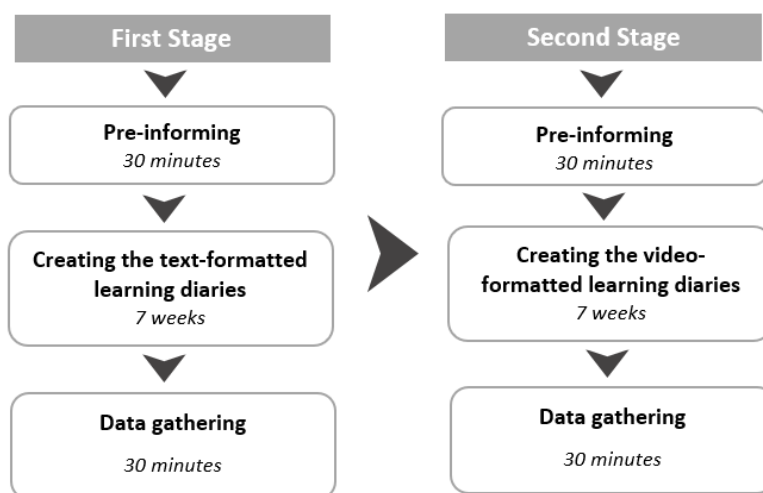 First Stage
Pre-informing
30 minutes
Creating the text-formatted
learning diaries
7 weeks
Data gathering
30 minutes
Second Stage
Pre-informing
30 minutes
Creating the video-
formatted learning diaries
7 weeks
Data gathering
30 minutes